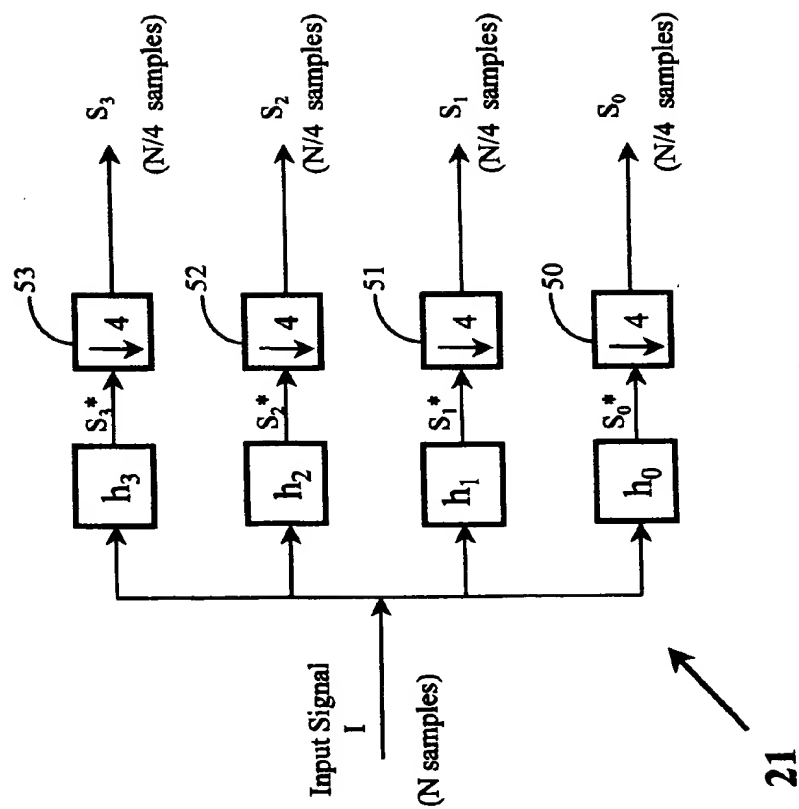 S₃
(N/4 samples)
53
↓4
S₃*
h₃
S₂
(N/4 samples)
52
↓4
S₂*
h₂
S₁
(N/4 samples)
51
↓4
S₁*
h₁
S₀
(N/4 samples)
50
↓4
S₀*
h₀
Input Signal
I
(N samples)
21